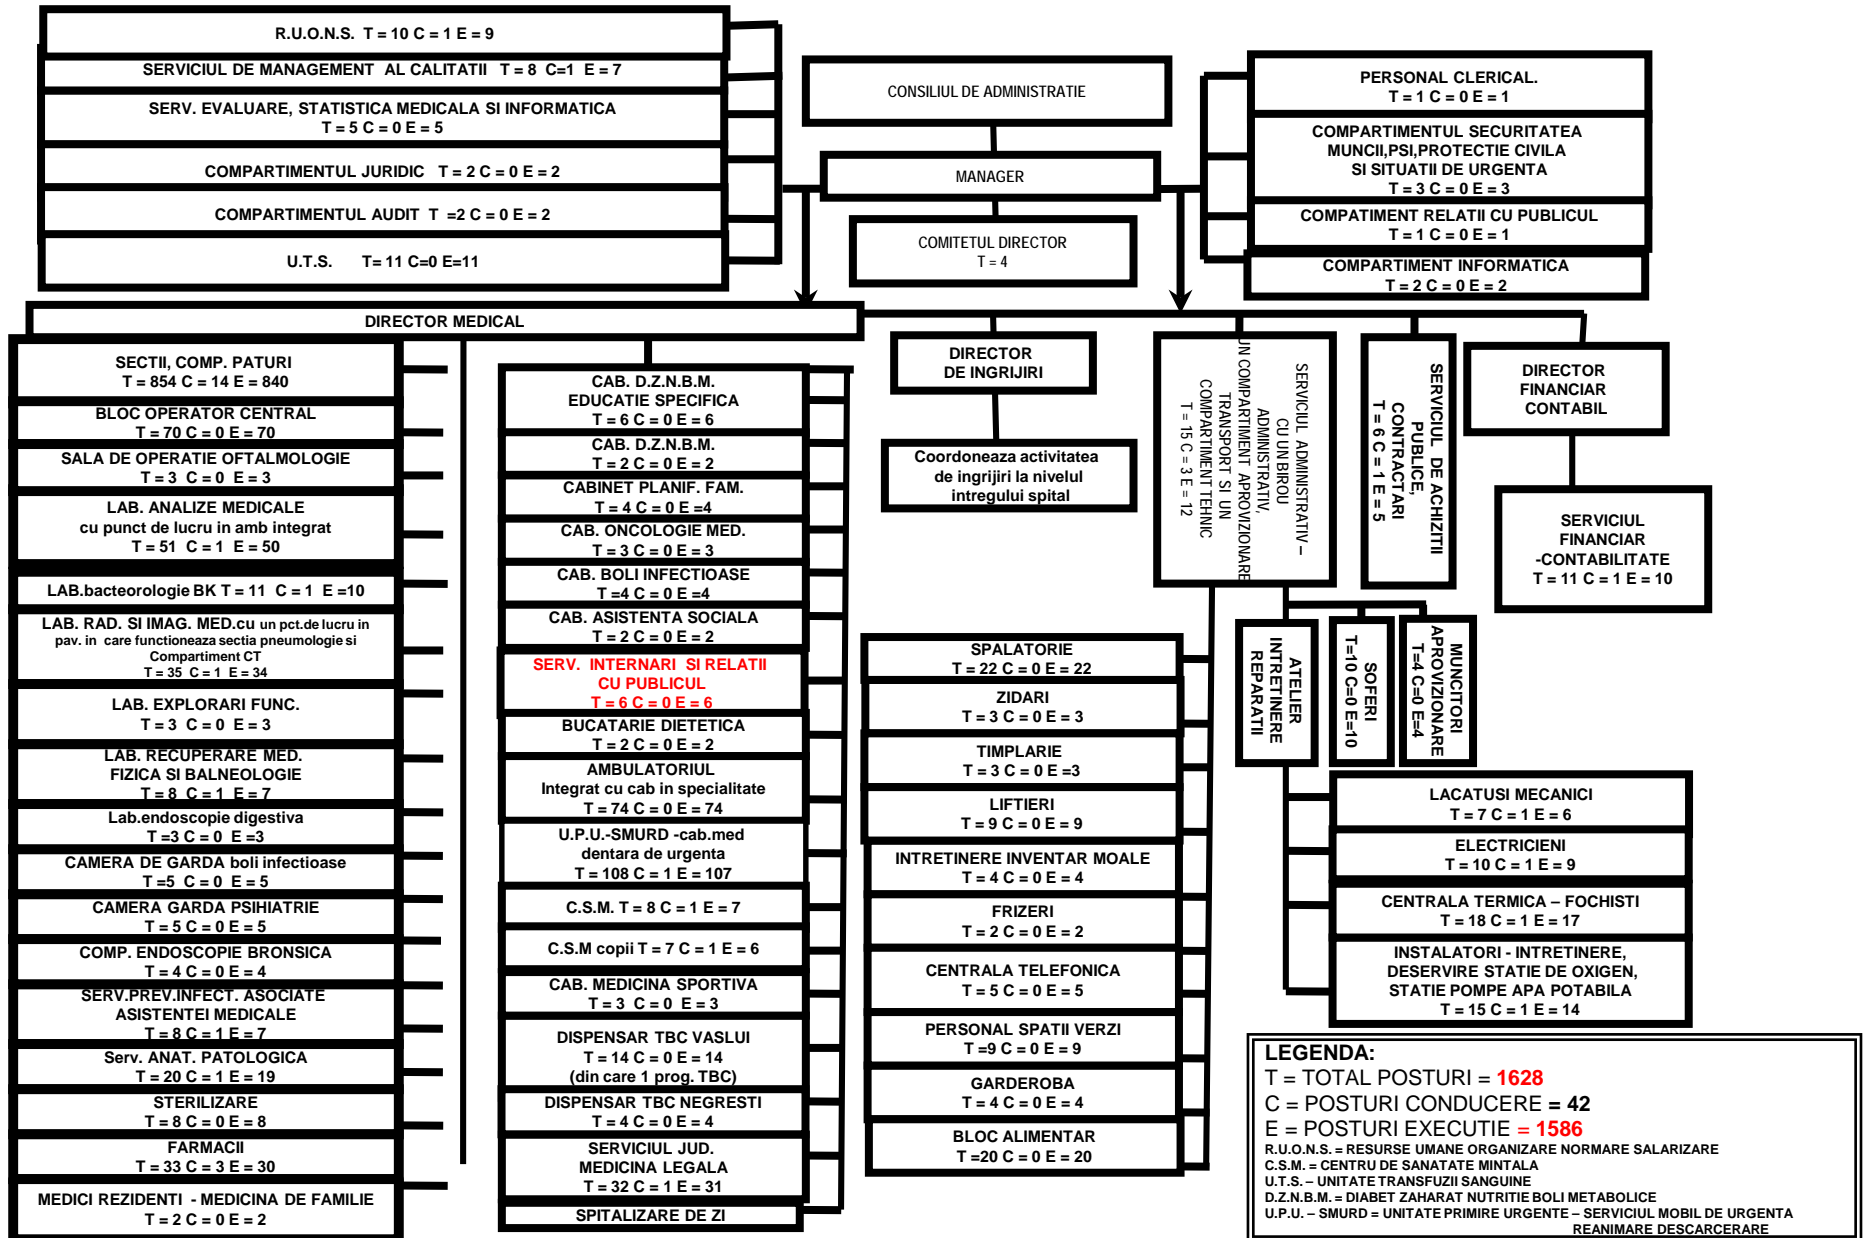 R.U.O.N.S. T = 10 C = 1 E = 9
SERVICIUL DE MANAGEMENT AL CALITATII T = 8 C=1 E = 7
SERV. EVALUARE, STATISTICA MEDICALA SI INFORMATICA
T = 5 C = 0 E = 5
COMPARTIMENTUL JURIDIC T = 2 C = 0 E = 2
COMPARTIMENTUL AUDIT T =2 C = 0 E = 2
U.T.S. T= 11 C=0 E=11
CONSILIUL DE ADMINISTRATIE
MANAGER
COMITETUL DIRECTOR
T = 4
PERSONAL CLERICAL.
T = 1 C = 0 E = 1
COMPARTIMENTUL SECURITATEA
MUNCII,PSI,PROTECTIE CIVILA
SI SITUATII DE URGENTA
T = 3 C = 0 E = 3
COMPATIMENT RELATII CU PUBLICUL
T = 1 C = 0 E = 1
COMPARTIMENT INFORMATICA
T = 2 C = 0 E = 2
DIRECTOR MEDICAL
SECTII, COMP. PATURI
T = 854 C = 14 E = 840
BLOC OPERATOR CENTRAL
T = 70 C = 0 E = 70
SALA DE OPERATIE OFTALMOLOGIE
T = 3 C = 0 E = 3
LAB. ANALIZE MEDICALE
cu punct de lucru in amb integrat
T = 51 C = 1 E = 50
LAB.bacteorologie BK T = 11 C = 1 E =10
LAB. RAD. SI IMAG. MED.cu un pct.de lucru in
pav. in care functioneaza sectia pneumologie si
Compartiment CT
T = 35 C = 1 E = 34
LAB. EXPLORARI FUNC.
T = 3 C = 0 E = 3
LAB. RECUPERARE MED.
FIZICA SI BALNEOLOGIE
T = 8 C = 1 E = 7
Lab.endoscopie digestiva
T =3 C = 0 E =3
CAMERA DE GARDA boli infectioase
T =5 C = 0 E = 5
CAMERA GARDA PSIHIATRIE
T = 5 C = 0 E = 5
COMP. ENDOSCOPIE BRONSICA
T = 4 C = 0 E = 4
SERV.PREV.INFECT. ASOCIATE
ASISTENTEI MEDICALE
T = 8 C = 1 E = 7
Serv. ANAT. PATOLOGICA
T = 20 C = 1 E = 19
STERILIZARE
T = 8 C = 0 E = 8
FARMACII
T = 33 C = 3 E = 30
MEDICI REZIDENTI - MEDICINA DE FAMILIE
T = 2 C = 0 E = 2
CAB. D.Z.N.B.M.
EDUCATIE SPECIFICA
T = 6 C = 0 E = 6
CAB. D.Z.N.B.M.
T = 2 C = 0 E = 2
CABINET PLANIF. FAM.
T = 4 C = 0 E =4
CAB. ONCOLOGIE MED.
T = 3 C = 0 E = 3
CAB. BOLI INFECTIOASE
T =4 C = 0 E =4
CAB. ASISTENTA SOCIALA
T = 2 C = 0 E = 2
SERV. INTERNARI SI RELATII
CU PUBLICUL
T = 6 C = 0 E = 6
BUCATARIE DIETETICA
T = 2 C = 0 E = 2
AMBULATORIUL
Integrat cu cab in specialitate
T = 74 C = 0 E = 74
U.P.U.-SMURD -cab.med
dentara de urgenta
T = 108 C = 1 E = 107
C.S.M. T = 8 C = 1 E = 7
C.S.M copii T = 7 C = 1 E = 6
CAB. MEDICINA SPORTIVA
T = 3 C = 0 E = 3
DISPENSAR TBC VASLUI
T = 14 C = 0 E = 14
(din care 1 prog. TBC)
DISPENSAR TBC NEGRESTI
T = 4 C = 0 E = 4
SERVICIUL JUD.
MEDICINA LEGALA
T = 32 C = 1 E = 31
SPITALIZARE DE ZI
DIRECTOR
DE INGRIJIRI
Coordoneaza activitatea
de ingrijiri la nivelul
intregului spital
SERVICIUL ADMINISTRATIV –
CU UN BIROU
ADMINISTRATIV,
UN COMPARTIMENT APROVIZIONARE
TRANSPORT SI UN
COMPARTIMENT TEHNIC
T = 15 C = 3 E = 12
SERVICIUL DE ACHIZITII
PUBLICE,
CONTRACTARI
T = 6 C = 1 E = 5
DIRECTOR
FINANCIAR
CONTABIL
SERVICIUL
FINANCIAR
-CONTABILITATE
T = 11 C = 1 E = 10
SPALATORIE
T = 22 C = 0 E = 22
ZIDARI
T = 3 C = 0 E = 3
TIMPLARIE
T = 3 C = 0 E =3
LIFTIERI
T = 9 C = 0 E = 9
INTRETINERE INVENTAR MOALE
T = 4 C = 0 E = 4
FRIZERI
T = 2 C = 0 E = 2
CENTRALA TELEFONICA
T = 5 C = 0 E = 5
PERSONAL SPATII VERZI
T =9 C = 0 E = 9
GARDEROBA
T = 4 C = 0 E = 4
BLOC ALIMENTAR
T =20 C = 0 E = 20
ATELIER
INTRETINERE
REPARATII
SOFERI
T=10 C=0 E=10
MUNCITORI
APROVIZIONARE
T=4 C=0 E=4
LACATUSI MECANICI
T = 7 C = 1 E = 6
ELECTRICIENI
T = 10 C = 1 E = 9
CENTRALA TERMICA – FOCHISTI
T = 18 C = 1 E = 17
INSTALATORI - INTRETINERE,
DESERVIRE STATIE DE OXIGEN,
STATIE POMPE APA POTABILA
T = 15 C = 1 E = 14
LEGENDA:
T = TOTAL POSTURI = 1628
C = POSTURI CONDUCERE = 42
E = POSTURI EXECUTIE = 1586
R.U.O.N.S. = RESURSE UMANE ORGANIZARE NORMARE SALARIZARE
C.S.M. = CENTRU DE SANATATE MINTALA
U.T.S. – UNITATE TRANSFUZII SANGUINE
D.Z.N.B.M. = DIABET ZAHARAT NUTRITIE BOLI METABOLICE
U.P.U. – SMURD = UNITATE PRIMIRE URGENTE – SERVICIUL MOBIL DE URGENTA
REANIMARE DESCARCERARE